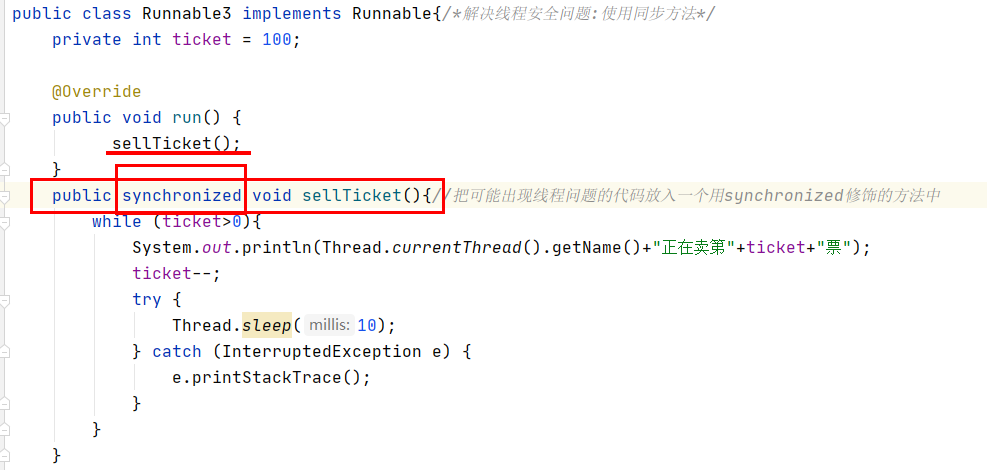 public class Runnable3 implements Runnable{/*解决线程安全问题:使用同步方法*/
    private int ticket = 100;
    @Override
    public void run() {
          sellTicket();
    }
    public synchronized void sellTicket(){//把可能出现线程问题的代码放入一个用synchronized修饰的方法中
        while (ticket>0){
            System.out.println(Thread.currentThread().getName()+"正在卖第"+ticket+"票");
            ticket--;
            try {
                Thread.sleep( millis: 10);
            } catch (InterruptedException e) {
                e.printStackTrace();
            }
        }
    }